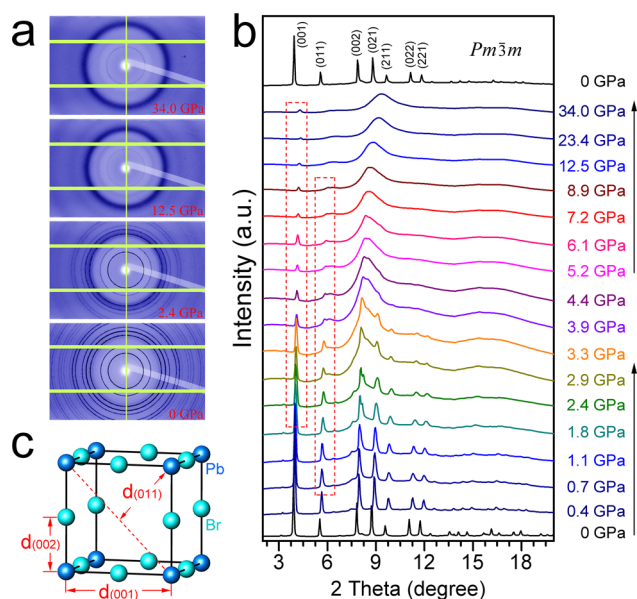 a
34.0 GPa
12.5 GPa
2.4 GPa
0 GPa
b
(001)
(011)
(002)
(021)
(211)
(022)
(221)
Pm3̄m
0 GPa
34.0 GPa
23.4 GPa
12.5 GPa
8.9 GPa
7.2 GPa
6.1 GPa
5.2 GPa
4.4 GPa
3.9 GPa
3.3 GPa
2.9 GPa
2.4 GPa
1.8 GPa
1.1 GPa
0.7 GPa
0.4 GPa
0 GPa
Intensity (a.u.)
3 6 9 12 15 18
2 Theta (degree)
c
Pb
d(011)
Br
d(002)
d(001)